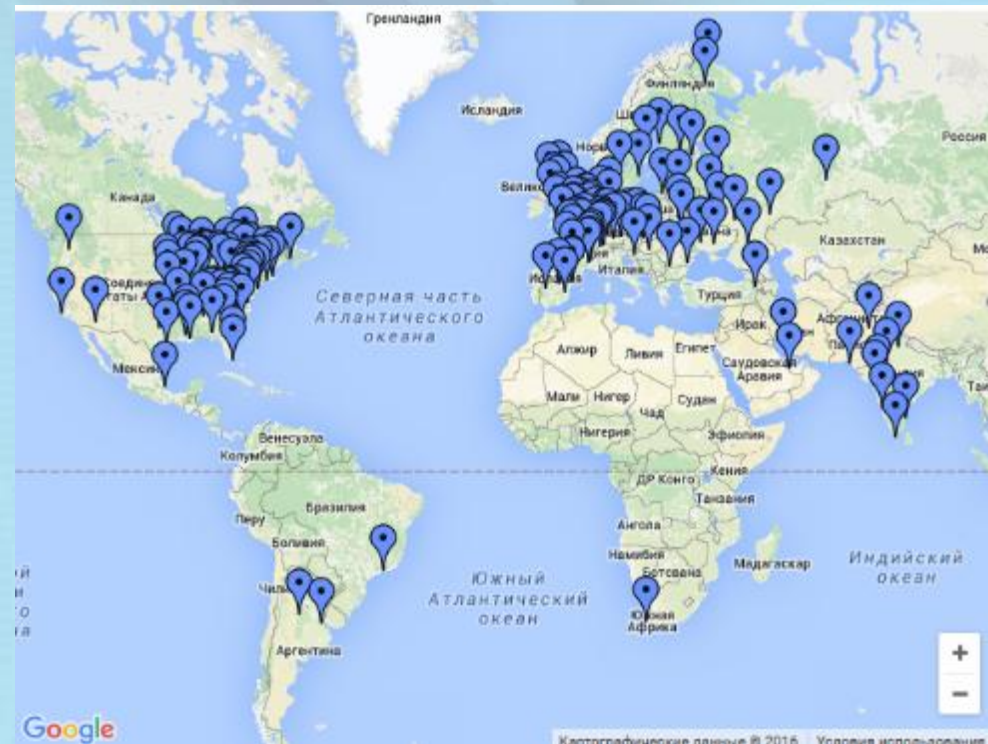 Гренландия
Финляндия
Исландия
Россия
Канада
Казахстан
Италия
Турция
Северная часть
Атлантического
океана
Ирак
Алжир
Ливия
Египет
Саудовская
Аравия
Мали
Нигер
Чад
Судан
Нигерия
Эфиопия
Венесуэла
Колумбия
ДР Конго
Кения
Танзания
Перу
Бразилия
Боливия
Ангола
Намибия
Ботсвана
Мадагаскар
Индийский
океан
Южный
Атлантический
океан
Южная
Африка
Аргентина
+
−
Google
Картографические данные © 2016
Условия использования